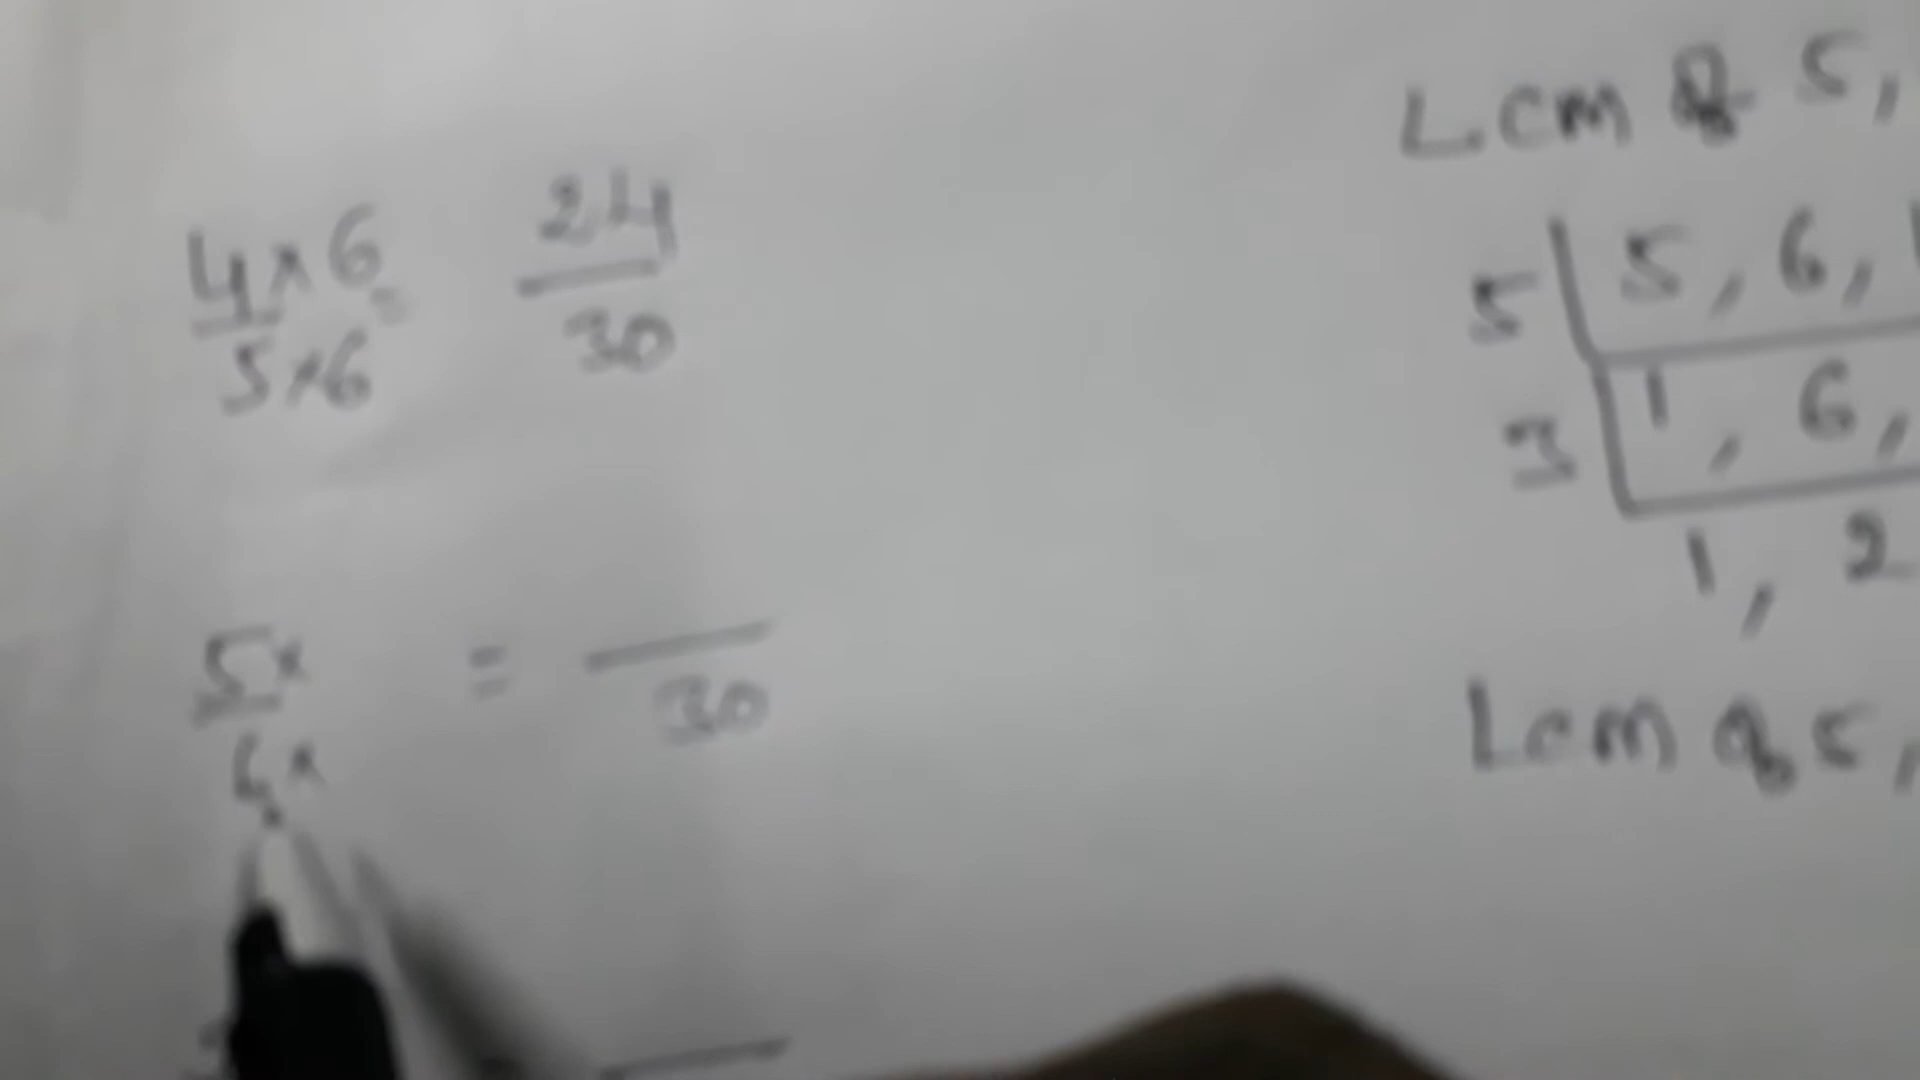 4×6 = 24
5×6 30
5× =
6× 30
Lcm of 5,
5 | 5, 6,
3 | 1, 6,
1, 2
Lcm of 5,